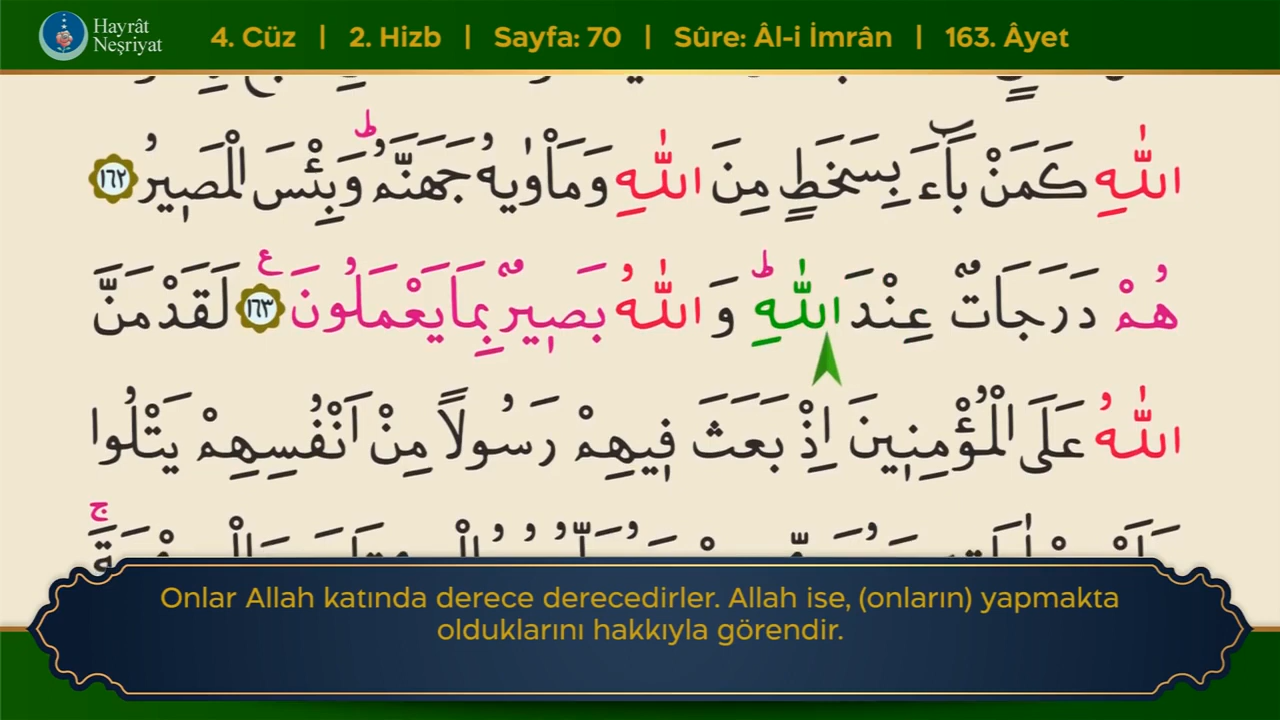 Hayrât
Neşriyat
4. Cüz | 2. Hizb | Sayfa: 70 | Sûre: Âl-i İmrân | 163. Âyet
اللّٰهِ كَمَنْ بَٓاءَ بِسَخَطٍ مِنَ اللّٰهِ وَمَأْوٰيهُ جَهَنَّمُۜ وَبِئْسَ الْمَصٖيرُ ١٦٢
هُمْ دَرَجَاتٌ عِنْدَ اللّٰهِۜ وَاللّٰهُ بَصٖيرٌ بِمَا يَعْمَلُونَ ع ١٦٣ لَقَدْ مَنَّ
اللّٰهُ عَلَى الْمُؤْمِنٖينَ اِذْ بَعَثَ فٖيهِمْ رَسُولًا مِنْ اَنْفُسِهِمْ يَتْلُوا
Onlar Allah katında derece derecedirler. Allah ise, (onların) yapmakta
olduklarını hakkıyla görendir.